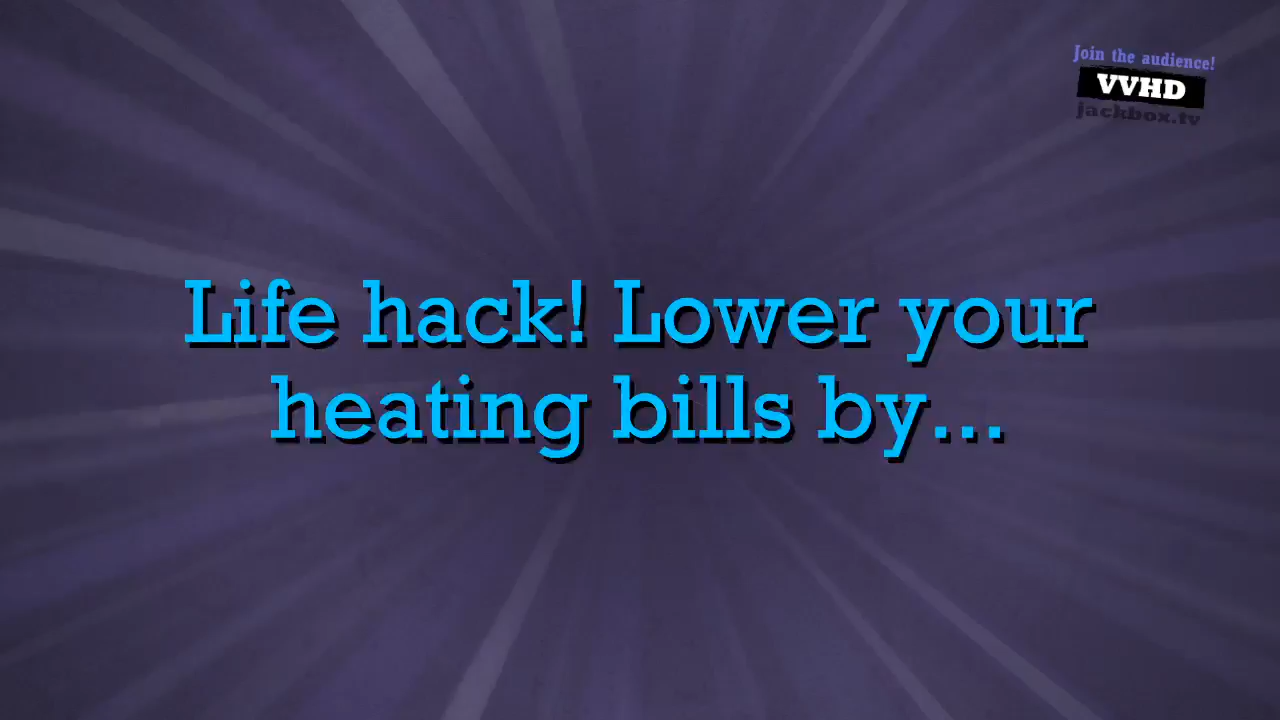 Join the audience!
VVHD
jackbox.tv
Life hack! Lower your
heating bills by...